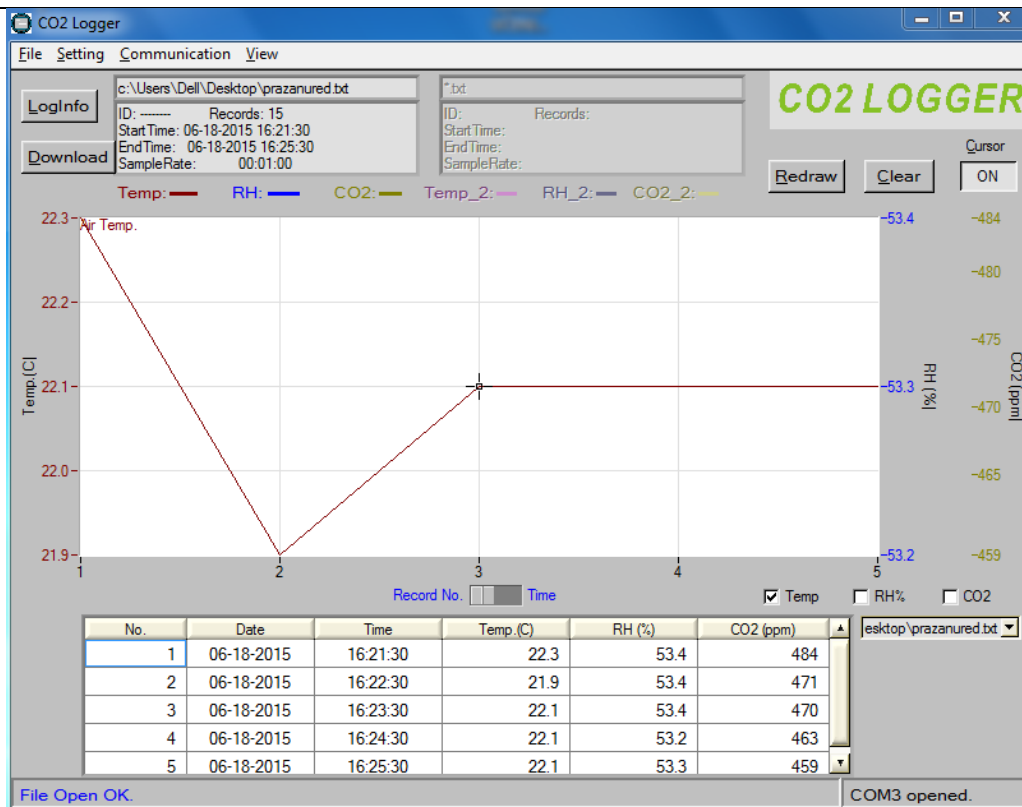 CO2 Logger
File Setting Communication View
LogInfo
Download
c:\Users\Dell\Desktop\prazanured.txt
ID: -------- Records: 15
StartTime: 06-18-2015 16:21:30
EndTime: 06-18-2015 16:25:30
SampleRate: 00:01:00
*.txt
ID: Records:
StartTime:
EndTime:
SampleRate:
CO2 LOGGER
Cursor
Redraw Clear ON
Temp: RH: CO2: Temp_2: RH_2: CO2_2:
Air Temp.
Temp.[C]
22.3
22.2
22.1
22.0
21.9
53.4
53.3
53.2
RH (%)
484
480
475
470
465
459
CO2 (ppm)
1 2 3 4 5
Record No. Time
Temp RH% CO2
No. Date Time Temp.(C) RH (%) CO2 (ppm)
1 06-18-2015 16:21:30 22.3 53.4 484
2 06-18-2015 16:22:30 21.9 53.4 471
3 06-18-2015 16:23:30 22.1 53.4 470
4 06-18-2015 16:24:30 22.1 53.2 463
5 06-18-2015 16:25:30 22.1 53.3 459
esktop\prazanured.txt
File Open OK.
COM3 opened.